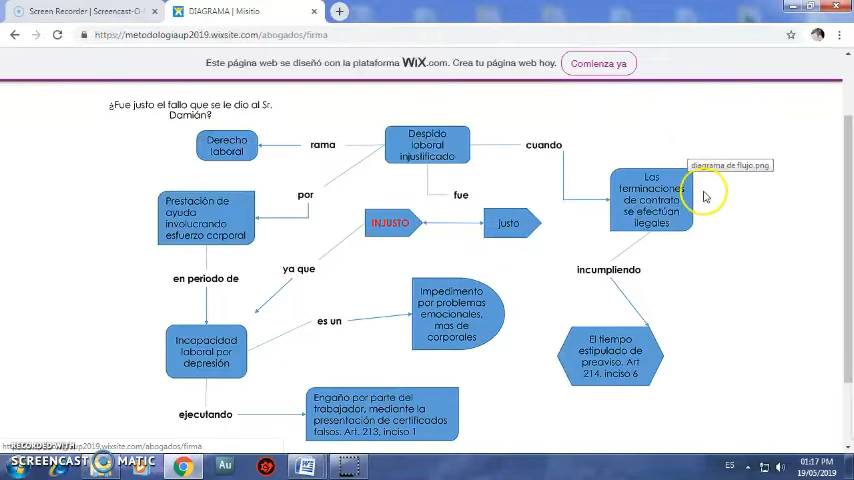 Screen Recorder | Screencast-O-M
DIAGRAMA | Misitio
https://metodologiaup2019.wixsite.com/abogados/firma
Este página web se diseñó con la plataforma WiX.com. Crea tu página web hoy.
Comienza ya
¿Fue justo el fallo que se le dio al Sr.
Damián?
Derecho
laboral
rama
Despido
laboral
injustificado
cuando
diagrama de flujo.png
Las
terminaciones
de contrato
se efectúan
ilegales
por
fue
Prestación de
ayuda
involucrando
esfuerzo corporal
INJUSTO
justo
en periodo de
ya que
incumpliendo
Impedimento
por problemas
emocionales,
mas de
corporales
es un
Incapacidad
laboral por
depresión
El tiempo
estipulado de
preaviso. Art
214. inciso 6
ejecutando
Engaño por parte del
trabajador, mediante la
presentación de certificados
falsos. Art. 213, inciso 1
up2019.wixsite.com/abogados/firma
RECORDED WITH
SCREENCAST MATIC
Au
ES
01:17 PM
19/05/2019